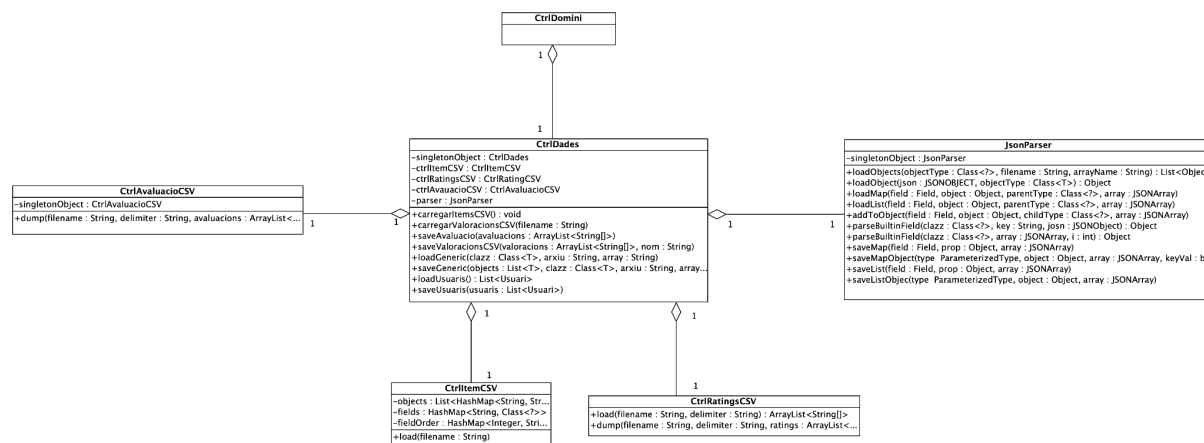 CtrlDomini
1
1
CtrlDades
-singletonObject : CtrlDades
-ctrlItemCSV : CtrlItemCSV
-ctrlRatingsCSV : CtrlRatingCSV
-ctrlAvauacioCSV : CtrlAvaluacioCSV
-parser : JsonParser
+carregarItemsCSV() : void
+carregarValoracionsCSV(filename : String)
+saveAvaluacio(avaluacions : ArrayList<String[]>)
+saveValoracionsCSV(valoracions : ArrayList<String[]>, nom : String)
+loadGeneric(clazz : Class<T>, arxiu : String, array : String)
+saveGeneric(objects : List<T>, clazz : Class<T>, arxiu : String, array...
+loadUsuaris() : List<Usuari>
+saveUsuaris(usuaris : List<Usuari>)
CtrlAvaluacioCSV
-singletonObject : CtrlAvaluacioCSV
+dump(filename : String, delimiter : String, avaluacions : ArrayList<...
1
1
JsonParser
-singletonObject : JsonParser
+loadObjects(objectType : Class<?>, filename : String, arrayName : String) : List<Objec
+loadObject(json : JSONOBJECT, objectType : Class<T>) : Object
+loadMap(field : Field, object : Object, parentType : Class<?>, array : JSONArray)
+loadList(field : Field, object : Object, parentType : Class<?>, array : JSONArray)
+addToObject(field : Field, object : Object, childType : Class<?>, array : JSONArray)
+parseBuiltinField(clazz : Class<?>, key : String, josn : JSONObject) : Object
+parseBuiltinField(clazz : Class<?>, array : JSONArray, i : int) : Object
+saveMap(field : Field, prop : Object, array : JSONArray)
+saveMapObject(type ParameterizedType, object : Object, array : JSONArray, keyVal : b
+saveList(field : Field, prop : Object, array : JSONArray)
+saveListObjec(type ParameterizedType, object : Object, array : JSONArray)
1
1
1
1
CtrlItemCSV
-objects : List<HashMap<String, Str...
-fields : HashMap<String, Class<?>>
-fieldOrder : HashMap<Integer, Stri...
+load(filename : String)
1
1
CtrlRatingsCSV
+load(filename : String, delimiter : String) : ArrayList<String[]>
+dump(filename : String, delimiter : String, ratings : ArrayList<...